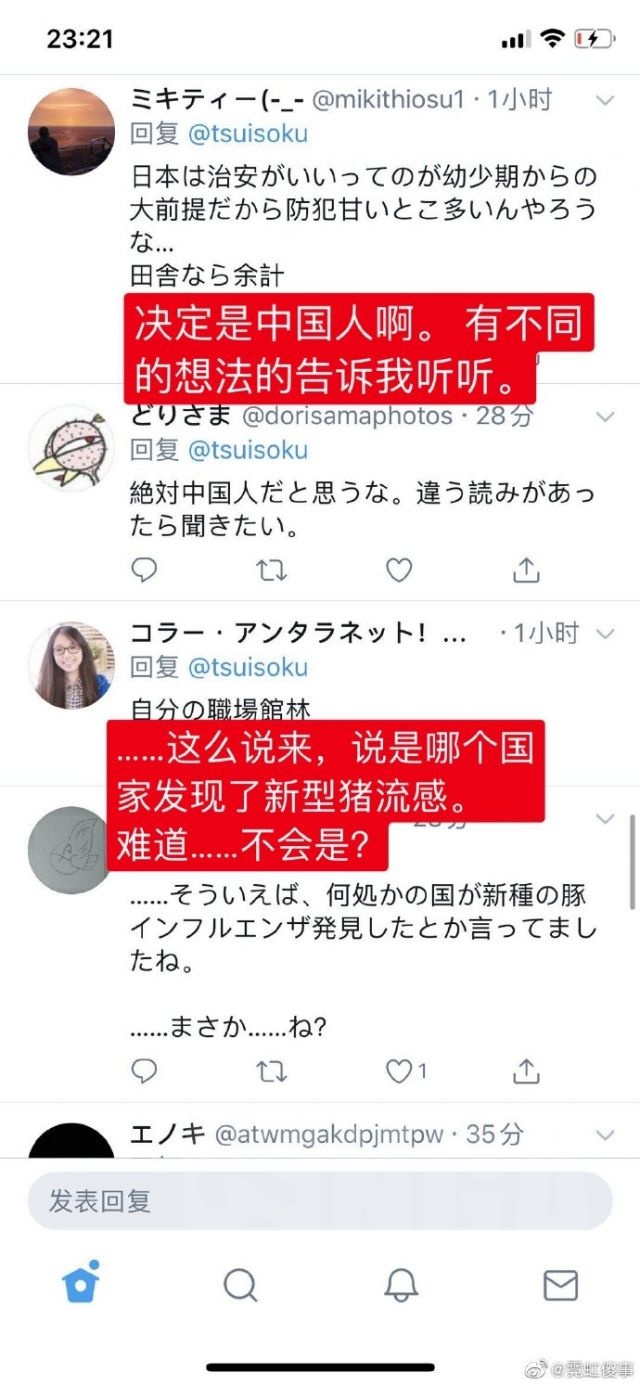 23:21
ミキティー(-_- @mikithiosu1 · 1小时
回复 @tsuisoku
日本は治安がいいってのが幼少期からの
大前提だから防犯甘いとこ多いんやろう
な...
田舎なら余計
决定是中国人啊。 有不同
的想法的告诉我听听。
どりさま @dorisamaphotos · 28分
回复 @tsuisoku
絶対中国人だと思うな。違う読みがあっ
たら聞きたい。
コラー・アンタラネット! ... · 1小时
回复 @tsuisoku
自分の職場館林
......这么说来，说是哪个国
家发现了新型猪流感。
难道......不会是?
......そういえば、何処かの国が新種の豚
インフルエンザ発見したとか言ってまし
たね。
......まさか......ね?
1
エノキ @atwmgakdpjmtpw · 35分
发表回复
@霓虹傻事